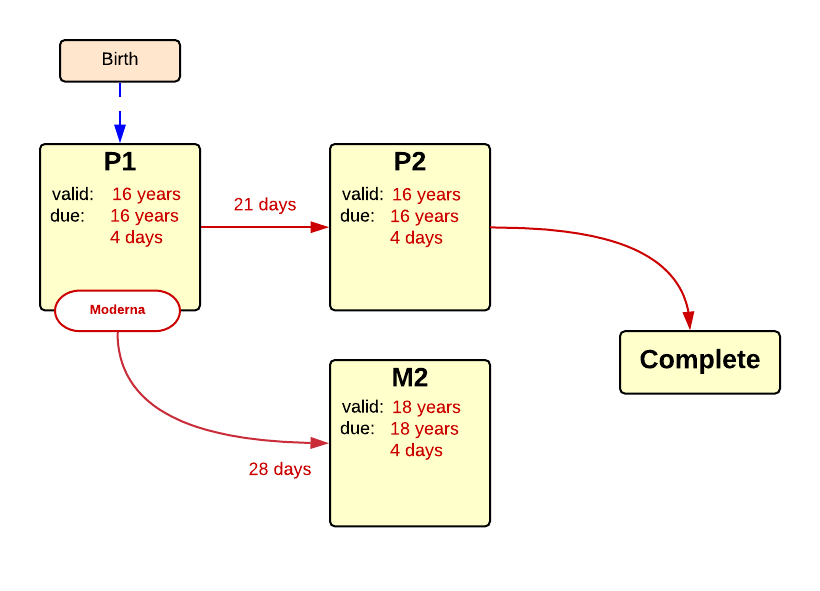 Birth
P1
valid: 16 years
due: 16 years
4 days
Moderna
21 days
P2
valid: 16 years
due: 16 years
4 days
Complete
28 days
M2
valid: 18 years
due: 18 years
4 days